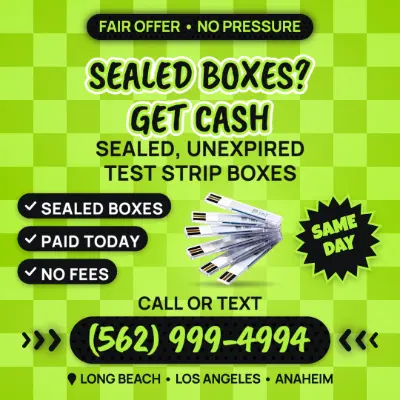 FAIR OFFER • NO PRESSURE
SEALED BOXES?
GET CASH
SEALED, UNEXPIRED
TEST STRIP BOXES
✓ SEALED BOXES
✓ PAID TODAY
✓ NO FEES
SAME
DAY
CALL OR TEXT
(562) 999-4994
LONG BEACH • LOS ANGELES • ANAHEIM